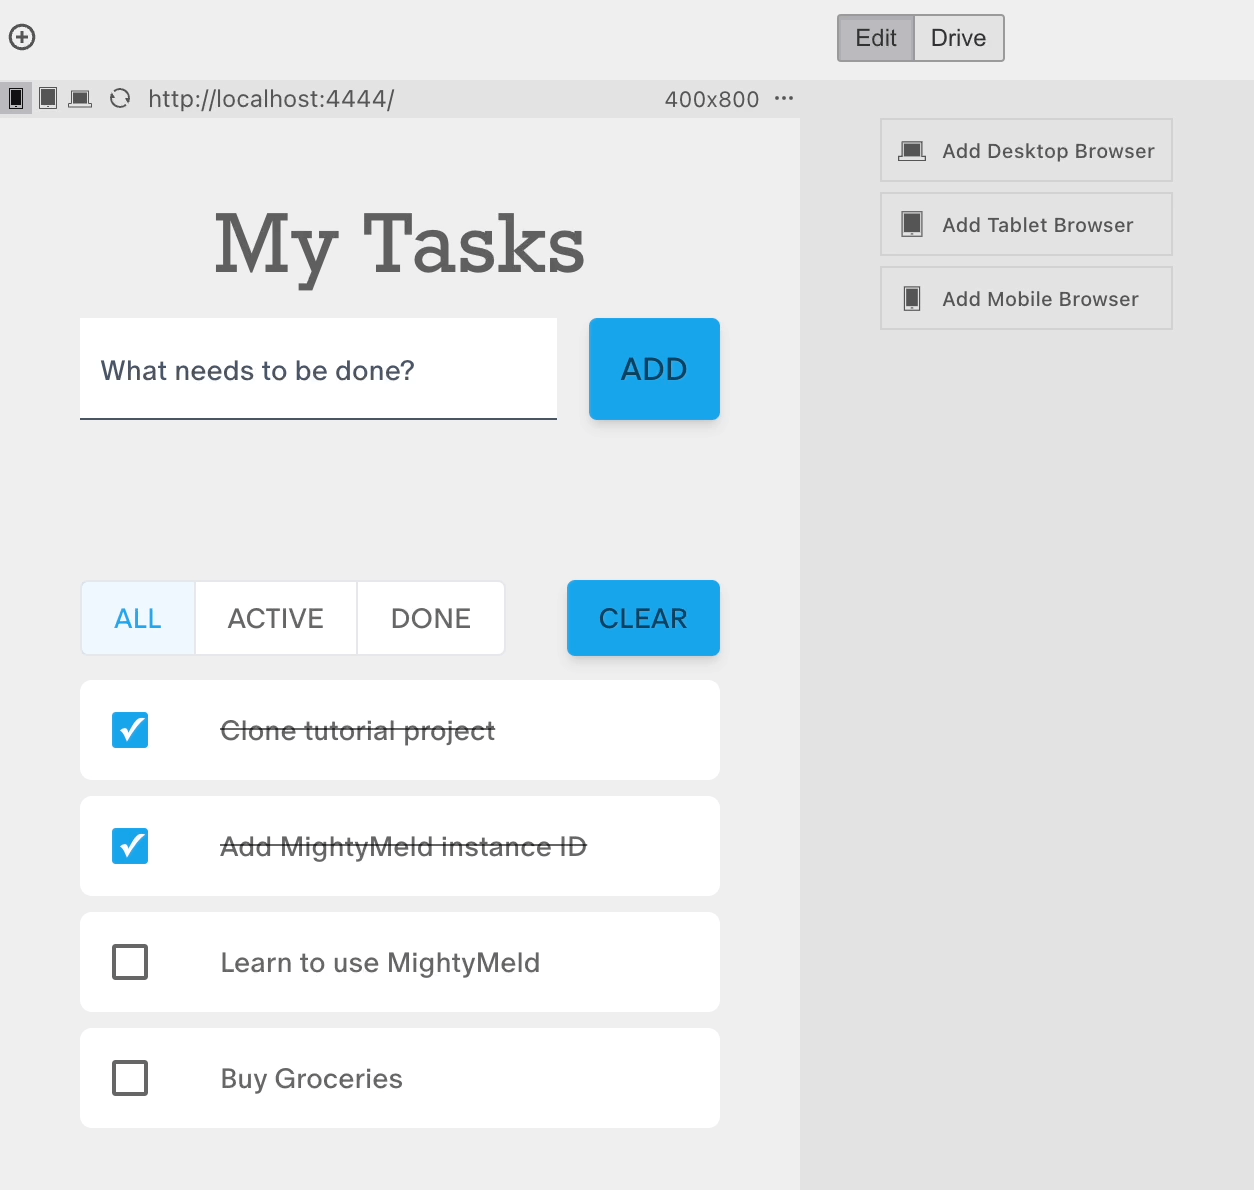 Edit Drive
http://localhost:4444/ 400x800
Add Desktop Browser
Add Tablet Browser
Add Mobile Browser
My Tasks
What needs to be done? ADD
ALL ACTIVE DONE CLEAR
Clone tutorial project
Add MightyMeld instance ID
Learn to use MightyMeld
Buy Groceries